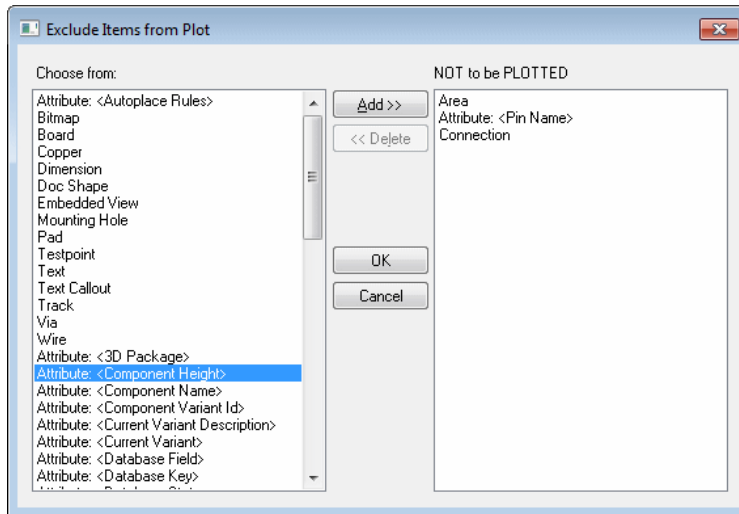 Exclude Items from Plot
Choose from:
NOT to be PLOTTED
Attribute: <Autoplace Rules>
Bitmap
Board
Copper
Dimension
Doc Shape
Embedded View
Mounting Hole
Pad
Testpoint
Text
Text Callout
Track
Via
Wire
Attribute: <3D Package>
Attribute: <Component Height>
Attribute: <Component Name>
Attribute: <Component Variant Id>
Attribute: <Current Variant Description>
Attribute: <Current Variant>
Attribute: <Database Field>
Attribute: <Database Key>
Add >>
<< Delete
OK
Cancel
Area
Attribute: <Pin Name>
Connection